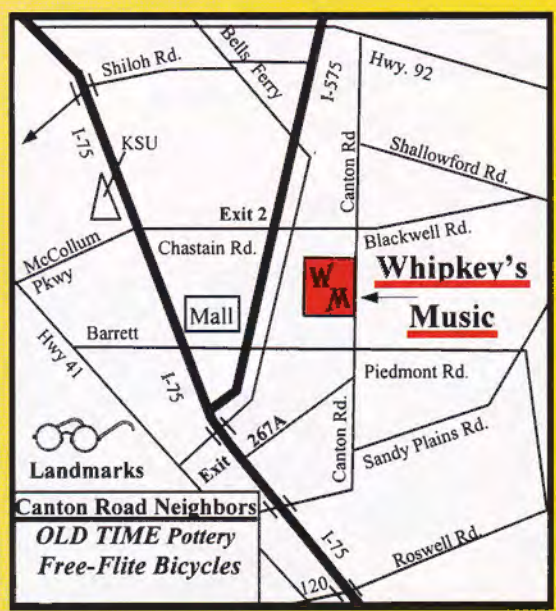 Shiloh Rd.
Bells Ferry
I-575
Hwy. 92
I-75
KSU
Canton Rd
Shallowford Rd.
Exit 2
McCollum Pkwy
Chastain Rd.
Blackwell Rd.
WM
Whipkey's
Music
Mall
Barrett
Hwy 41
I-75
Piedmont Rd.
267A
Exit
Canton Rd.
Sandy Plains Rd.
Landmarks
Canton Road Neighbors
OLD TIME Pottery
Free-Flite Bicycles
I-75
Roswell Rd.
120